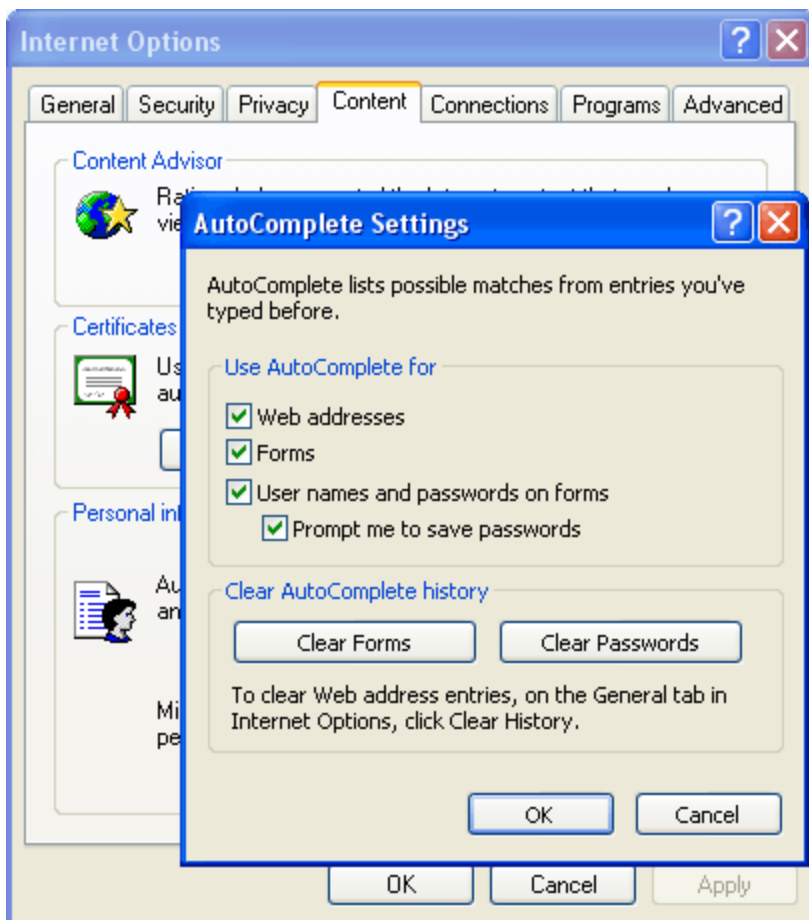 Internet Options
General Security Privacy Content Connections Programs Advanced
Content Advisor
AutoComplete Settings
AutoComplete lists possible matches from entries you've
typed before.
Certificates
Use AutoComplete for
Web addresses
Forms
User names and passwords on forms
Prompt me to save passwords
Personal
Clear AutoComplete history
Clear Forms Clear Passwords
To clear Web address entries, on the General tab in
Internet Options, click Clear History.
OK Cancel
OK Cancel Apply